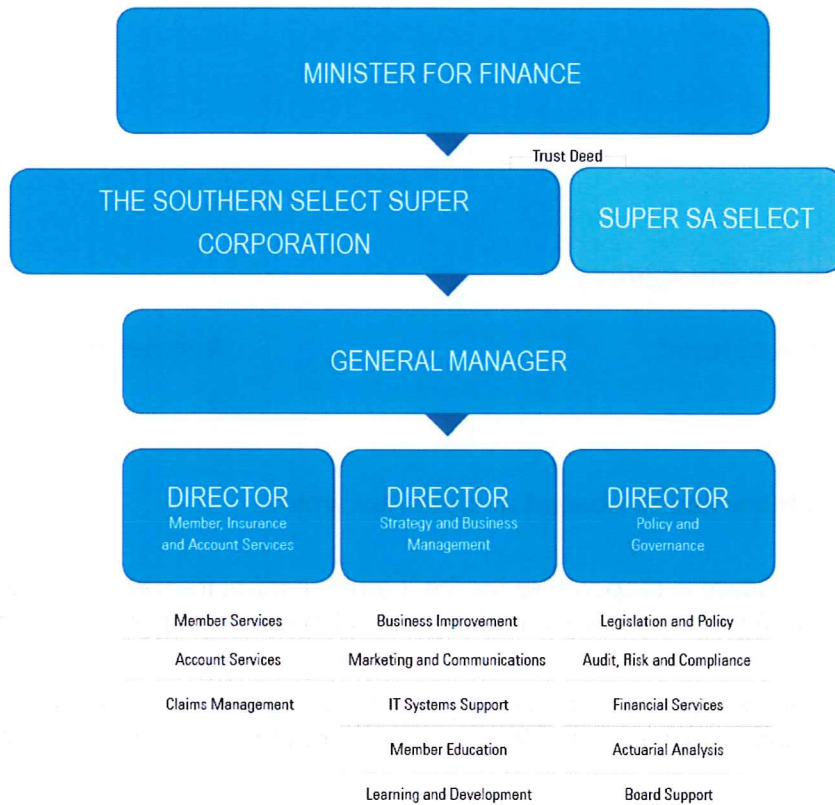 MINISTER FOR FINANCE
Trust Deed
THE SOUTHERN SELECT SUPER
CORPORATION
SUPER SA SELECT
GENERAL MANAGER
DIRECTOR
Member, Insurance
and Account Services
DIRECTOR
Strategy and Business
Management
DIRECTOR
Policy and
Governance
Member Services
Account Services
Claims Management
Business Improvement
Marketing and Communications
IT Systems Support
Member Education
Learning and Development
Legislation and Policy
Audit, Risk and Compliance
Financial Services
Actuarial Analysis
Board Support